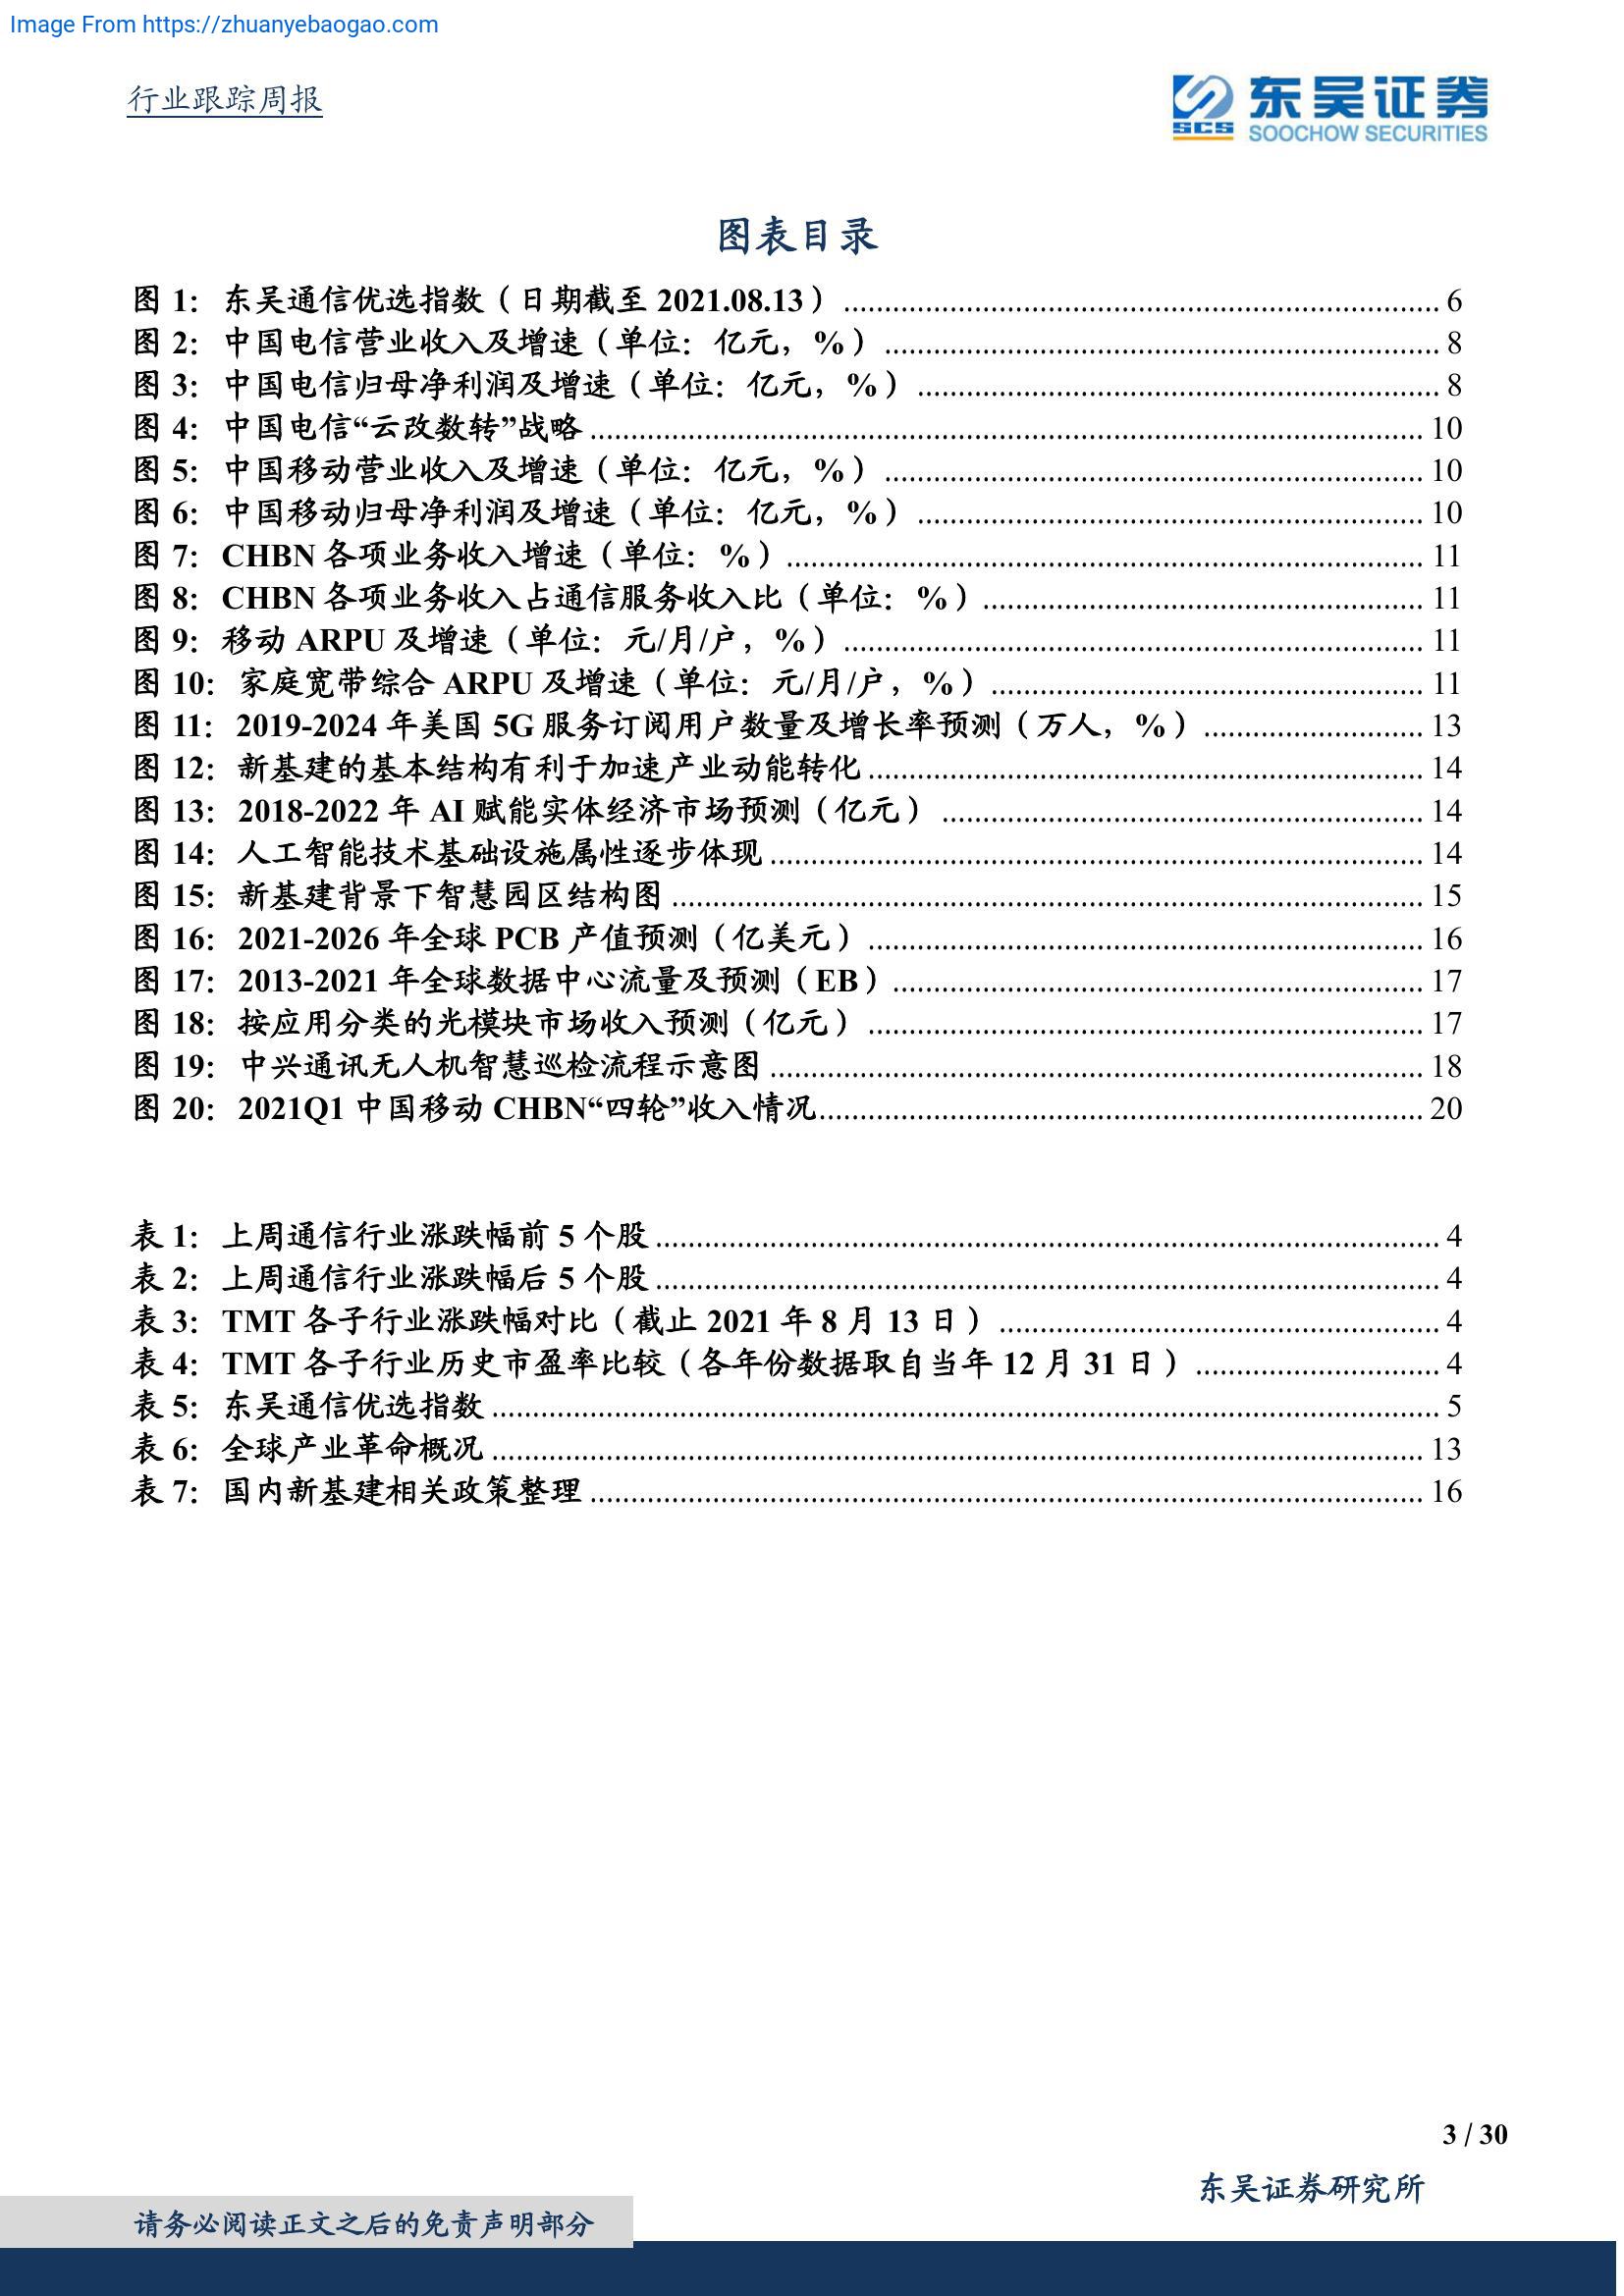 Image From https://zhuanyebaogao.com
行业跟踪周报
SCS 东吴证券
SOOCHOW SECURITIES
图表目录
图 1：东吴通信优选指数（日期截至 2021.08.13） 6
图 2：中国电信营业收入及增速（单位：亿元，%） 8
图 3：中国电信归母净利润及增速（单位：亿元，%） 8
图 4：中国电信“云改数转”战略 10
图 5：中国移动营业收入及增速（单位：亿元，%） 10
图 6：中国移动归母净利润及增速（单位：亿元，%） 10
图 7：CHBN 各项业务收入增速（单位：%） 11
图 8：CHBN 各项业务收入占通信服务收入比（单位：%） 11
图 9：移动 ARPU 及增速（单位：元/月/户，%） 11
图 10：家庭宽带综合 ARPU 及增速（单位：元/月/户，%） 11
图 11：2019-2024 年美国 5G 服务订阅用户数量及增长率预测（万人，%） 13
图 12：新基建的基本结构有利于加速产业动能转化 14
图 13：2018-2022 年 AI 赋能实体经济市场预测（亿元） 14
图 14：人工智能技术基础设施属性逐步体现 14
图 15：新基建背景下智慧园区结构图 15
图 16：2021-2026 年全球 PCB 产值预测（亿美元） 16
图 17：2013-2021 年全球数据中心流量及预测（EB） 17
图 18：按应用分类的光模块市场收入预测（亿元） 17
图 19：中兴通讯无人机智慧巡检流程示意图 18
图 20：2021Q1 中国移动 CHBN“四轮”收入情况 20
表 1：上周通信行业涨跌幅前 5 个股 4
表 2：上周通信行业涨跌幅后 5 个股 4
表 3：TMT 各子行业涨跌幅对比（截止 2021 年 8 月 13 日） 4
表 4：TMT 各子行业历史市盈率比较（各年份数据取自当年 12 月 31 日） 4
表 5：东吴通信优选指数 5
表 6：全球产业革命概况 13
表 7：国内新基建相关政策整理 16
3 / 30
东吴证券研究所
请务必阅读正文之后的免责声明部分